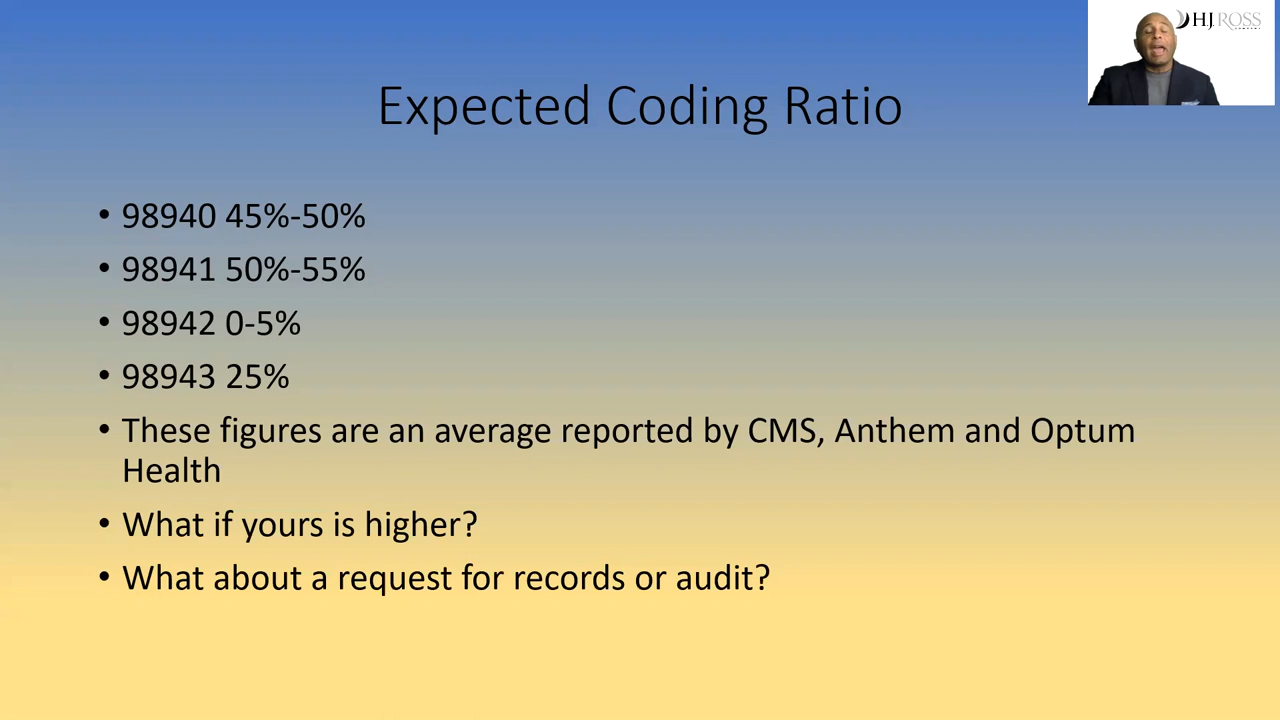 H.J. ROSS
COMPANY
Expected Coding Ratio
• 98940 45%-50%
• 98941 50%-55%
• 98942 0-5%
• 98943 25%
• These figures are an average reported by CMS, Anthem and Optum
Health
• What if yours is higher?
• What about a request for records or audit?